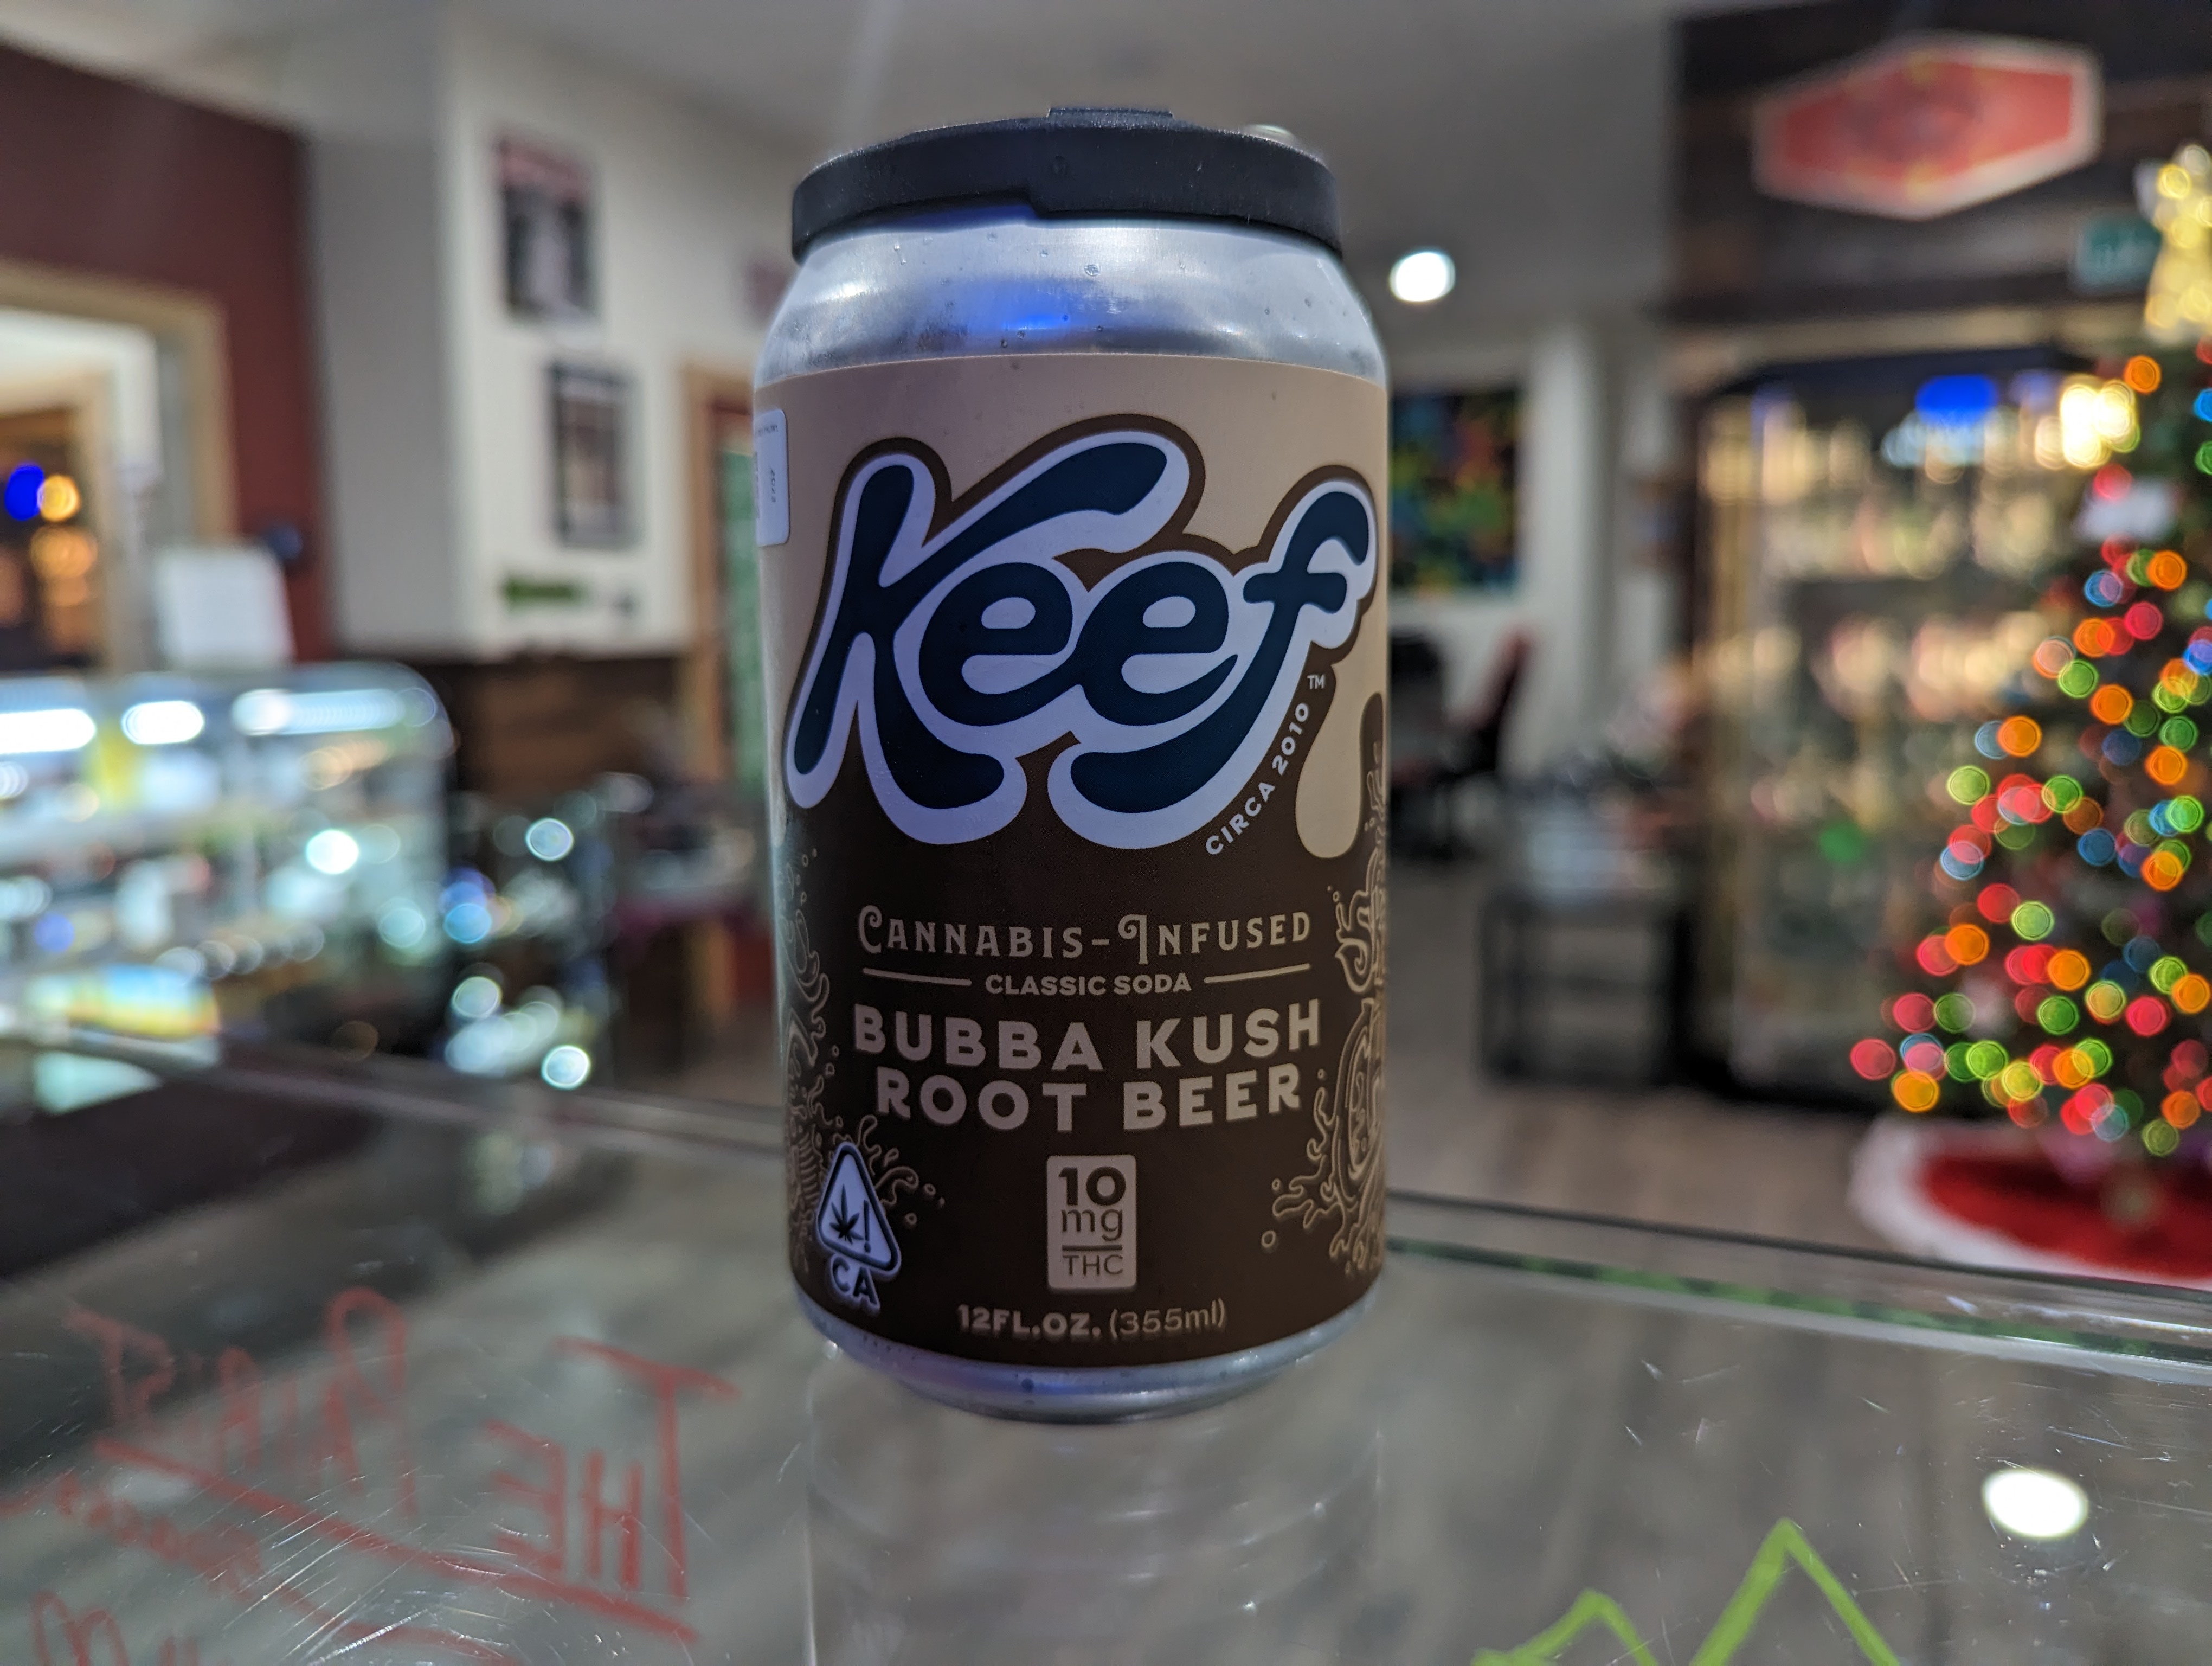 Keef
TM
CIRCA 2010
CANNABIS-INFUSED
CLASSIC SODA
BUBBA KUSH
ROOT BEER
10
mg
THC
!
CA
12FL.OZ. (355ml)
THE